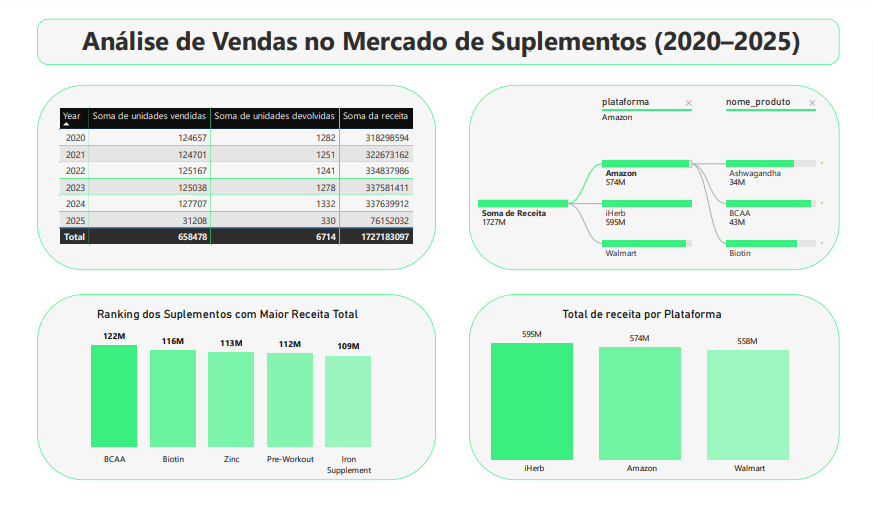 Análise de Vendas no Mercado de Suplementos (2020–2025)
Year Soma de unidades vendidas Soma de unidades devolvidas Soma da receita
2020 124657 1282 318298594
2021 124701 1251 322673162
2022 125167 1241 334837986
2023 125038 1278 337581411
2024 127707 1332 337639912
2025 31208 330 76152032
Total 658478 6714 1727183097
plataforma × nome_produto ×
Amazon
Amazon
574M
Ashwagandha
34M
Soma de Receita
1727M
iHerb
595M
BCAA
43M
Walmart
Biotin
Ranking dos Suplementos com Maior Receita Total
122M 116M 113M 112M 109M
BCAA Biotin Zinc Pre-Workout Iron
Supplement
Total de receita por Plataforma
595M 574M 558M
iHerb Amazon Walmart